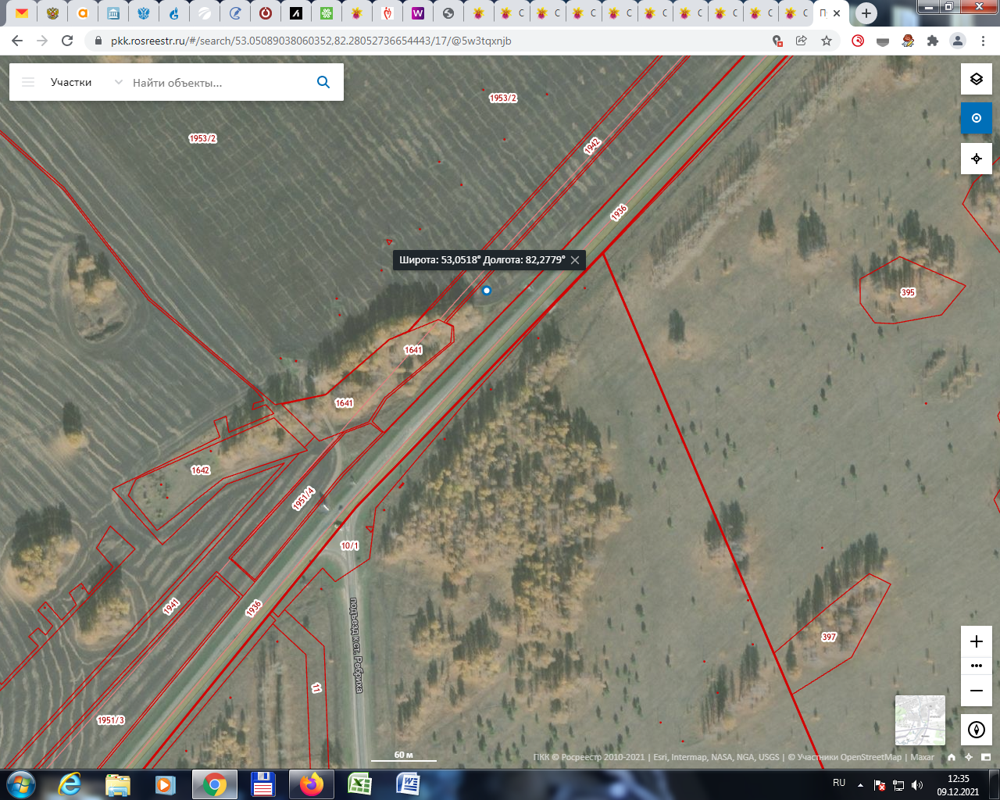 С
С
С
С
С
С
С
С
С
П
pkk.rosreestr.ru/#/search/53.05089038060352,82.28052736654443/17/@5w3tqxnjb
Участки
Найти объекты...
1953/2
1953/2
1942
1936
Широта: 53,0518° Долгота: 82,2779°
395
1641
1641
1642
1951/4
10/1
1941
1936
подъезд к ст. Ребриха
397
11
1951/3
60 м
ПКК © Росреестр 2010-2021 | Esri, Intermap, NASA, NGA, USGS | © Участники OpenStreetMap | Maxar
RU
12:35
09.12.2021